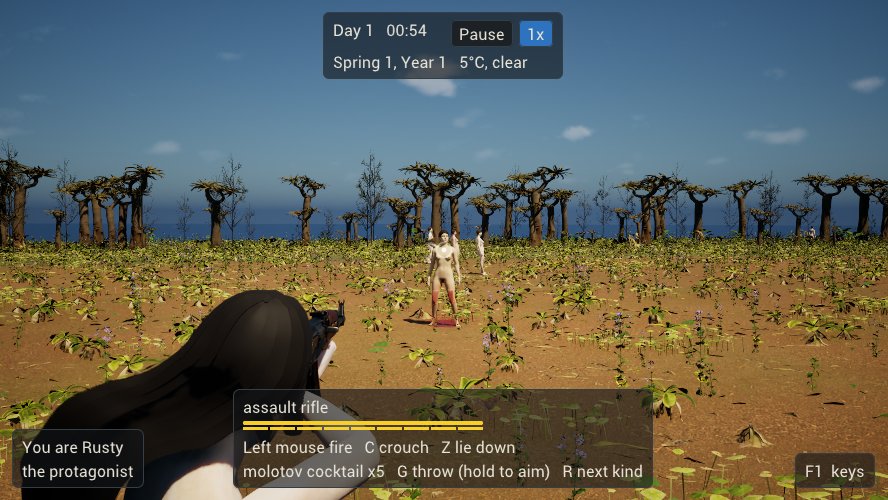 Day 1 00:54 Pause 1x
Spring 1, Year 1 5°C, clear
assault rifle
Left mouse fire C crouch Z lie down
molotov cocktail x5 G throw (hold to aim) R next kind
You are Rusty
the protagonist
F1 keys